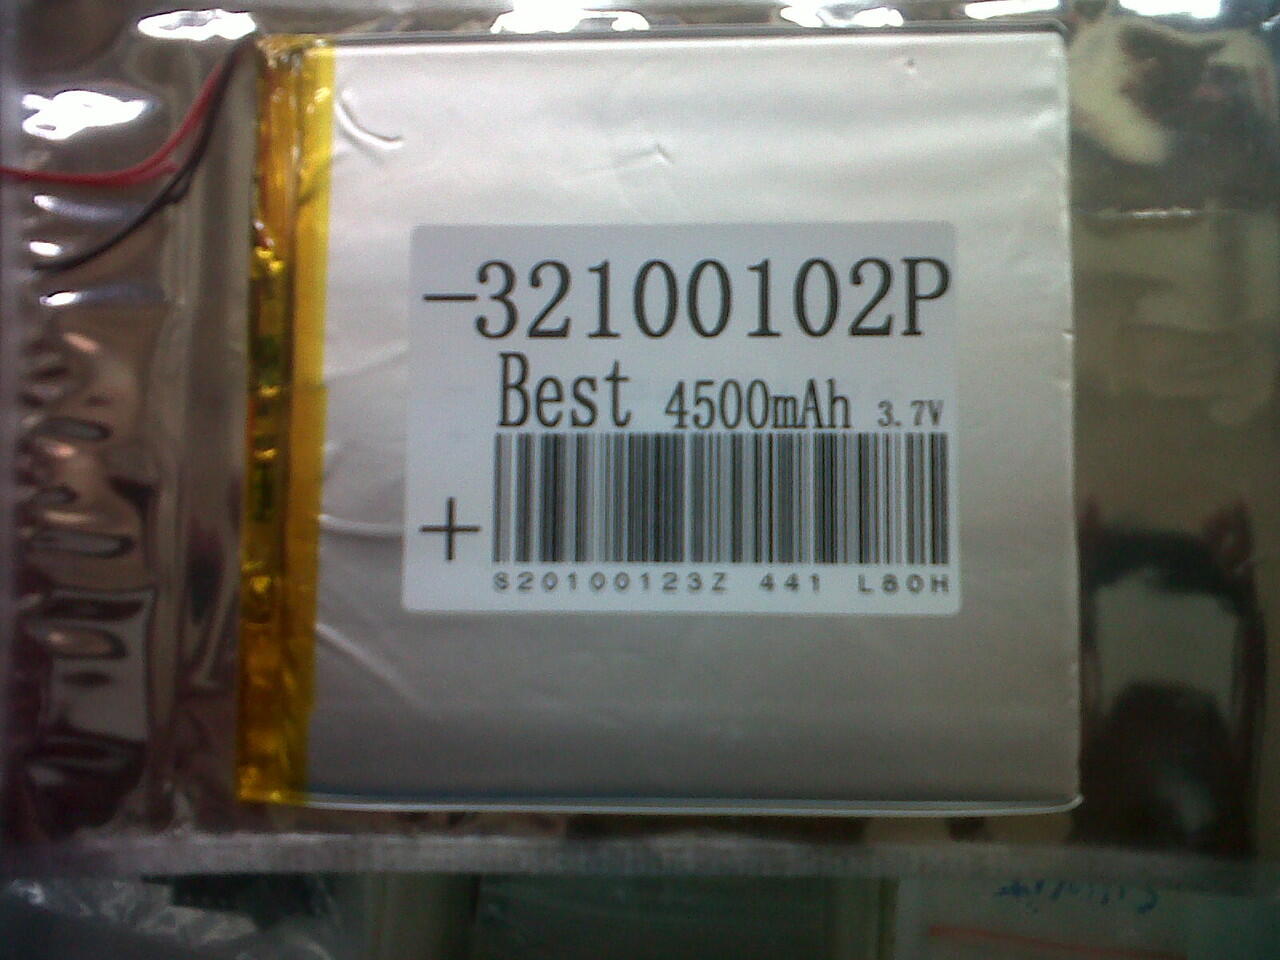 -32100102P
Best 4500mAh 3.7V
+
S20100123Z 441 L80H